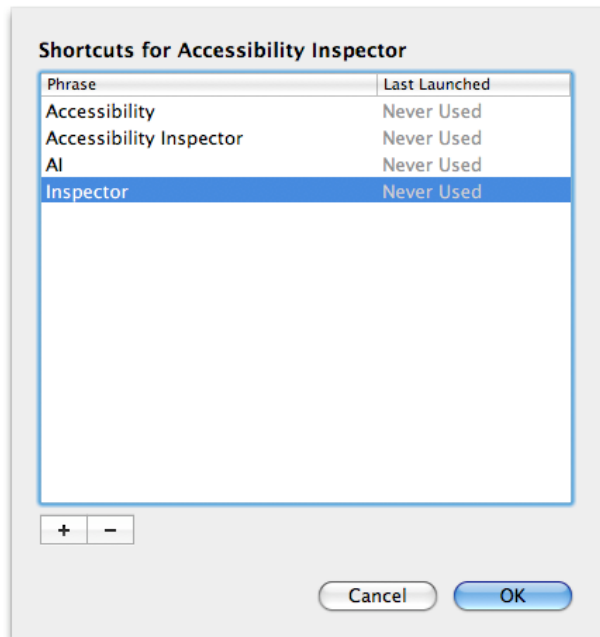 Shortcuts for Accessibility Inspector
Phrase Last Launched
Accessibility Never Used
Accessibility Inspector Never Used
AI Never Used
Inspector Never Used
+ −
Cancel OK